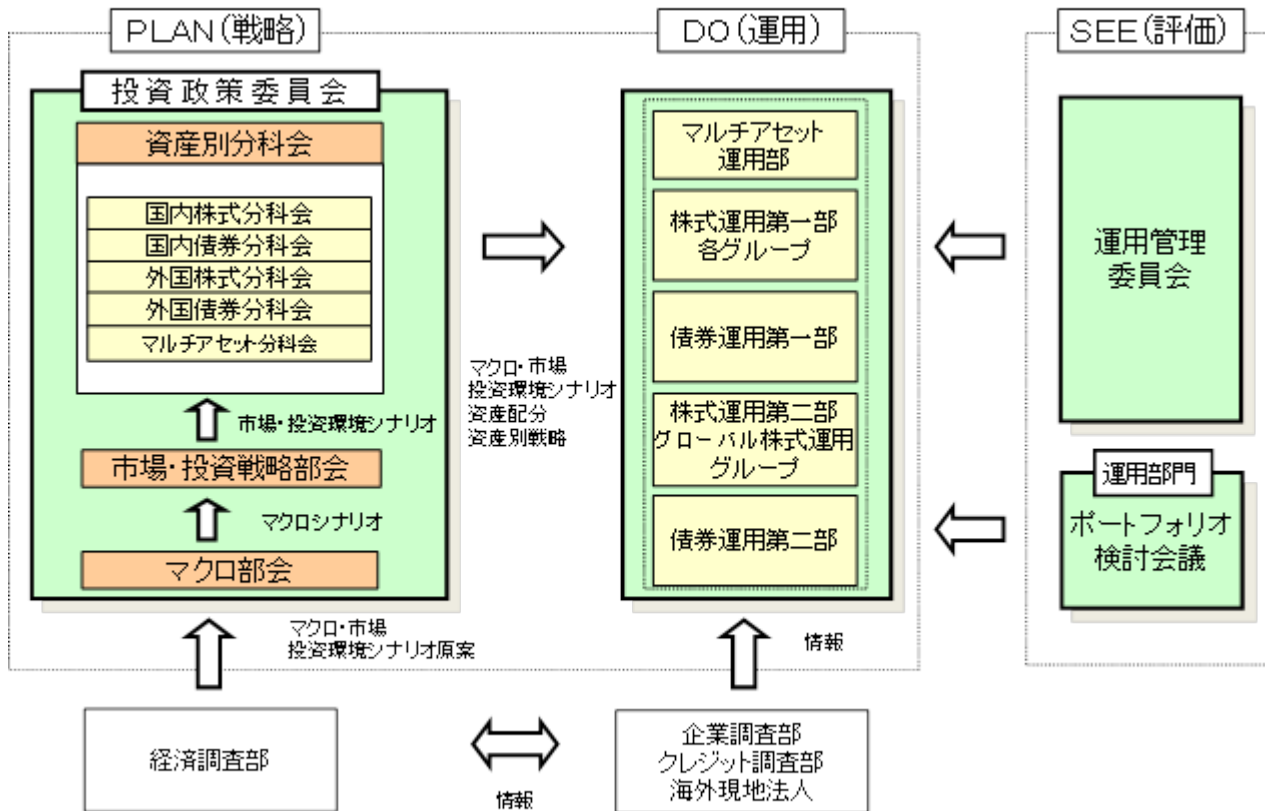 PLAN(戦略)
投資政策委員会
資産別分科会
国内株式分科会
国内債券分科会
外国株式分科会
外国債券分科会
マルチアセット分科会
市場・投資環境シナリオ
市場・投資戦略部会
マクロシナリオ
マクロ部会
マクロ・市場
投資環境シナリオ原案
経済調査部
マクロ・市場
投資環境シナリオ
資産配分
資産別戦略
DO(運用)
マルチアセット
運用部
株式運用第一部
各グループ
債券運用第一部
株式運用第二部
グローバル株式運用
グループ
債券運用第二部
情報
企業調査部
クレジット調査部
海外現地法人
情報
SEE(評価)
運用管理
委員会
運用部門
ポートフォリオ
検討会議